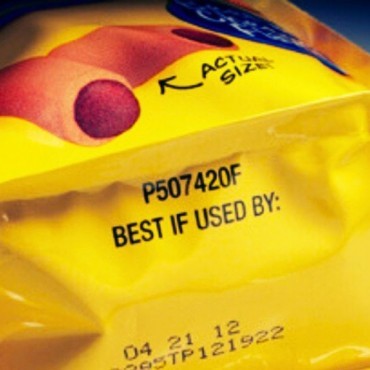 ACTUAL
SIZE!
P507420F
BEST IF USED BY:
04 21 12